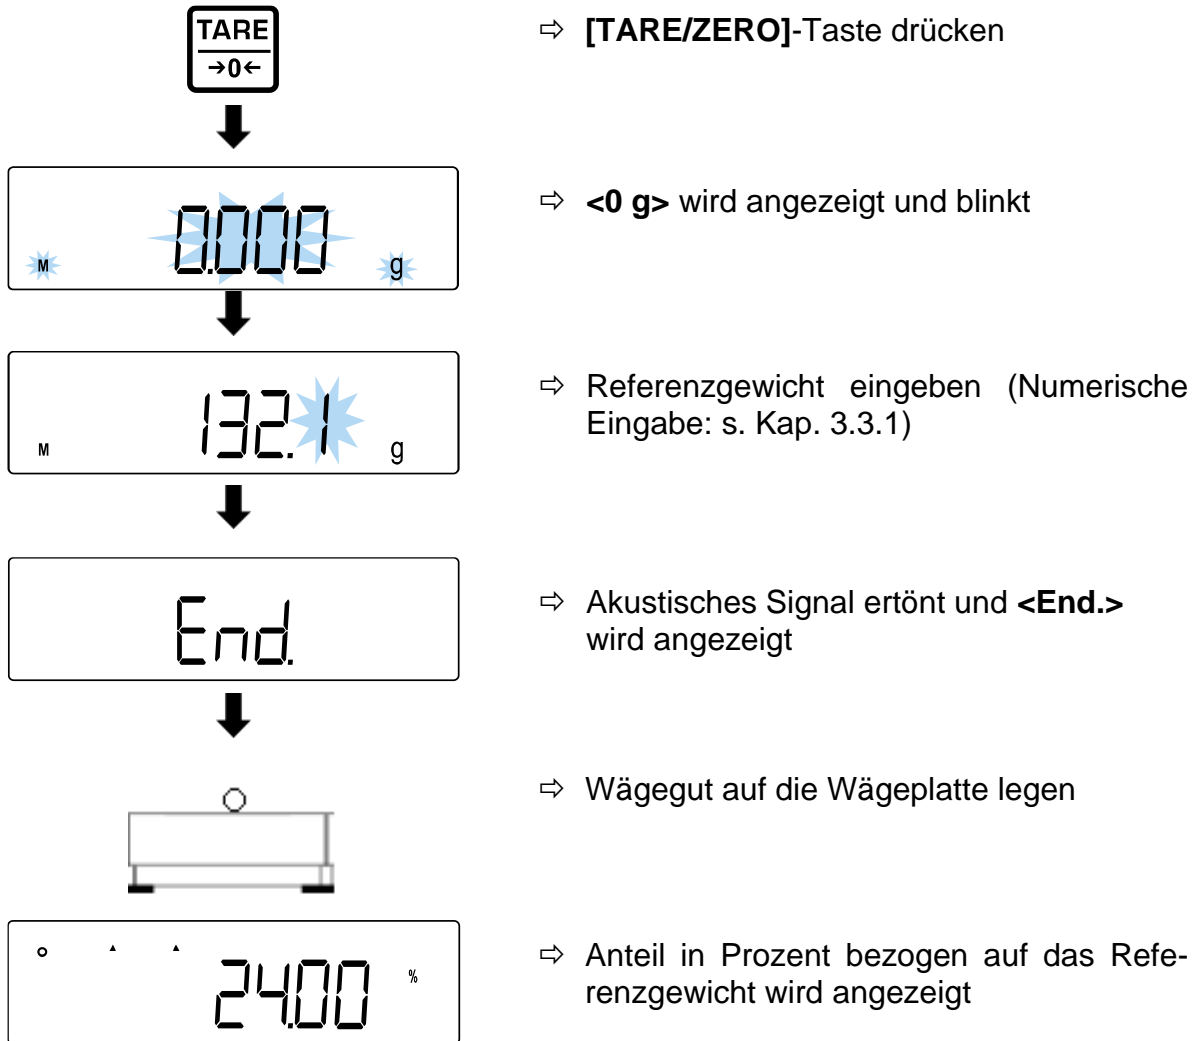 TARE
→0←
⇨ [TARE/ZERO]-Taste drücken
M 0.000 g
⇨ <0 g> wird angezeigt und blinkt
M 132.1 g
⇨ Referenzgewicht eingeben (Numerische
Eingabe: s. Kap. 3.3.1)
End.
⇨ Akustisches Signal ertönt und <End.>
wird angezeigt
⇨ Wägegut auf die Wägeplatte legen
24.00 %
⇨ Anteil in Prozent bezogen auf das Refe-
renzgewicht wird angezeigt